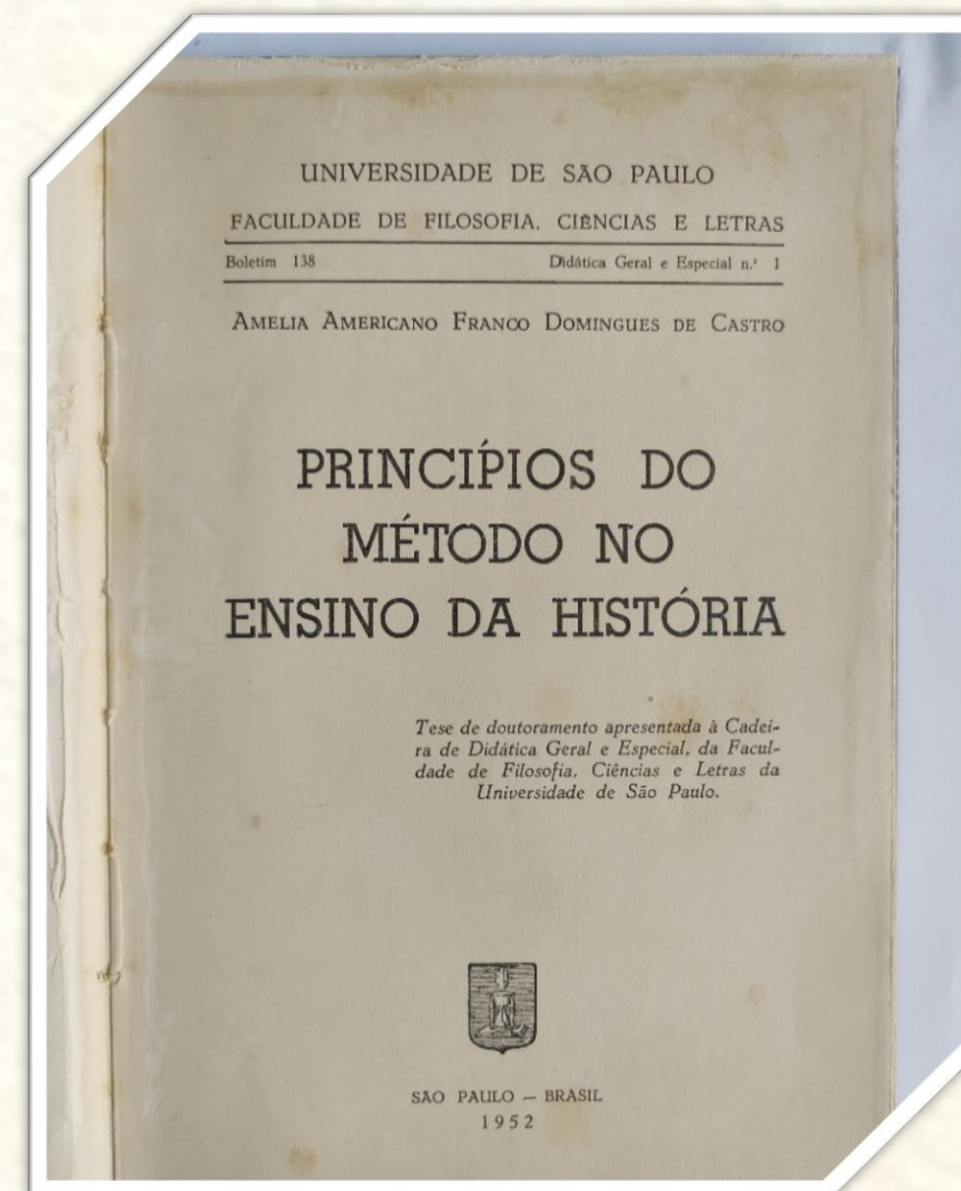 UNIVERSIDADE DE SÃO PAULO
FACULDADE DE FILOSOFIA, CIÊNCIAS E LETRAS
Boletim 138 Didática Geral e Especial n.º 1
AMELIA AMERICANO FRANCO DOMINGUES DE CASTRO
PRINCÍPIOS DO
MÉTODO NO
ENSINO DA HISTÓRIA
Tese de doutoramento apresentada à Cadei-
ra de Didática Geral e Especial, da Facul-
dade de Filosofia, Ciências e Letras da
Universidade de São Paulo.
SÃO PAULO — BRASIL
1952